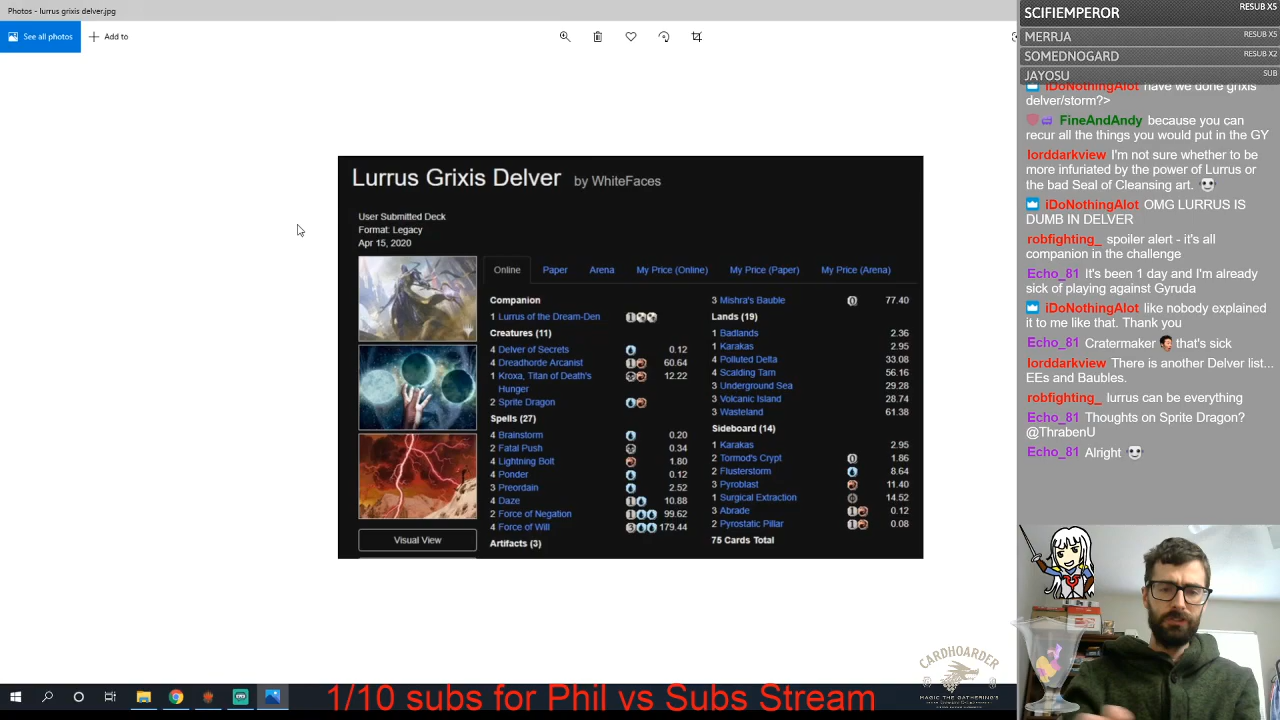 Photos - lurrus grixis delver.jpg
See all photos
Add to
Lurrus Grixis Delver by WhiteFaces
User Submitted Deck
Format: Legacy
Apr 15, 2020
Online Paper Arena My Price (Online) My Price (Paper) My Price (Arena)
Companion
1 Lurrus of the Dream-Den 1
Creatures (11)
4 Delver of Secrets 0.12
4 Dreadhorde Arcanist 1 60.64
1 Kroxa, Titan of Death's 12.22
Hunger
2 Sprite Dragon
Spells (27)
4 Brainstorm 0.20
2 Fatal Push 0.34
4 Lightning Bolt 1.80
4 Ponder 0.12
3 Preordain 2.52
4 Daze 1 10.88
2 Force of Negation 1 99.62
4 Force of Will 3 179.44
Artifacts (3)
3 Mishra's Bauble 0 77.40
Lands (19)
1 Badlands 2.36
1 Karakas 2.95
4 Polluted Delta 33.08
4 Scalding Tarn 56.16
3 Underground Sea 29.28
3 Volcanic Island 28.74
3 Wasteland 61.38
Sideboard (14)
1 Karakas 2.95
2 Tormod's Crypt 0 1.86
2 Flusterstorm 8.64
3 Pyroblast 11.40
1 Surgical Extraction 14.52
3 Abrade 1 0.12
2 Pyrostatic Pillar 1 0.08
75 Cards Total
Visual View
SCIFIEMPEROR RESUB X5
MERRJA RESUB X5
SOMEDNOGARD RESUB X2
JAYOSU SUB
iDoNothingAlot have we done grixis
delver/storm?>
FineAndAndy because you can
recur all the things you would put in the GY
lorddarkview I'm not sure whether to be
more infuriated by the power of Lurrus or
the bad Seal of Cleansing art.
iDoNothingAlot OMG LURRUS IS
DUMB IN DELVER
robfighting_ spoiler alert - it's all
companion in the challenge
Echo_81 It's been 1 day and I'm already
sick of playing against Gyruda
iDoNothingAlot like nobody explained
it to me like that. Thank you
Echo_81 Cratermaker that's sick
lorddarkview There is another Delver list...
EEs and Baubles.
robfighting_ lurrus can be everything
Echo_81 Thoughts on Sprite Dragon?
@ThrabenU
Echo_81 Alright
CARDHOARDER
MAGIC THE GATHERING'S
1/10 subs for Phil vs Subs Stream